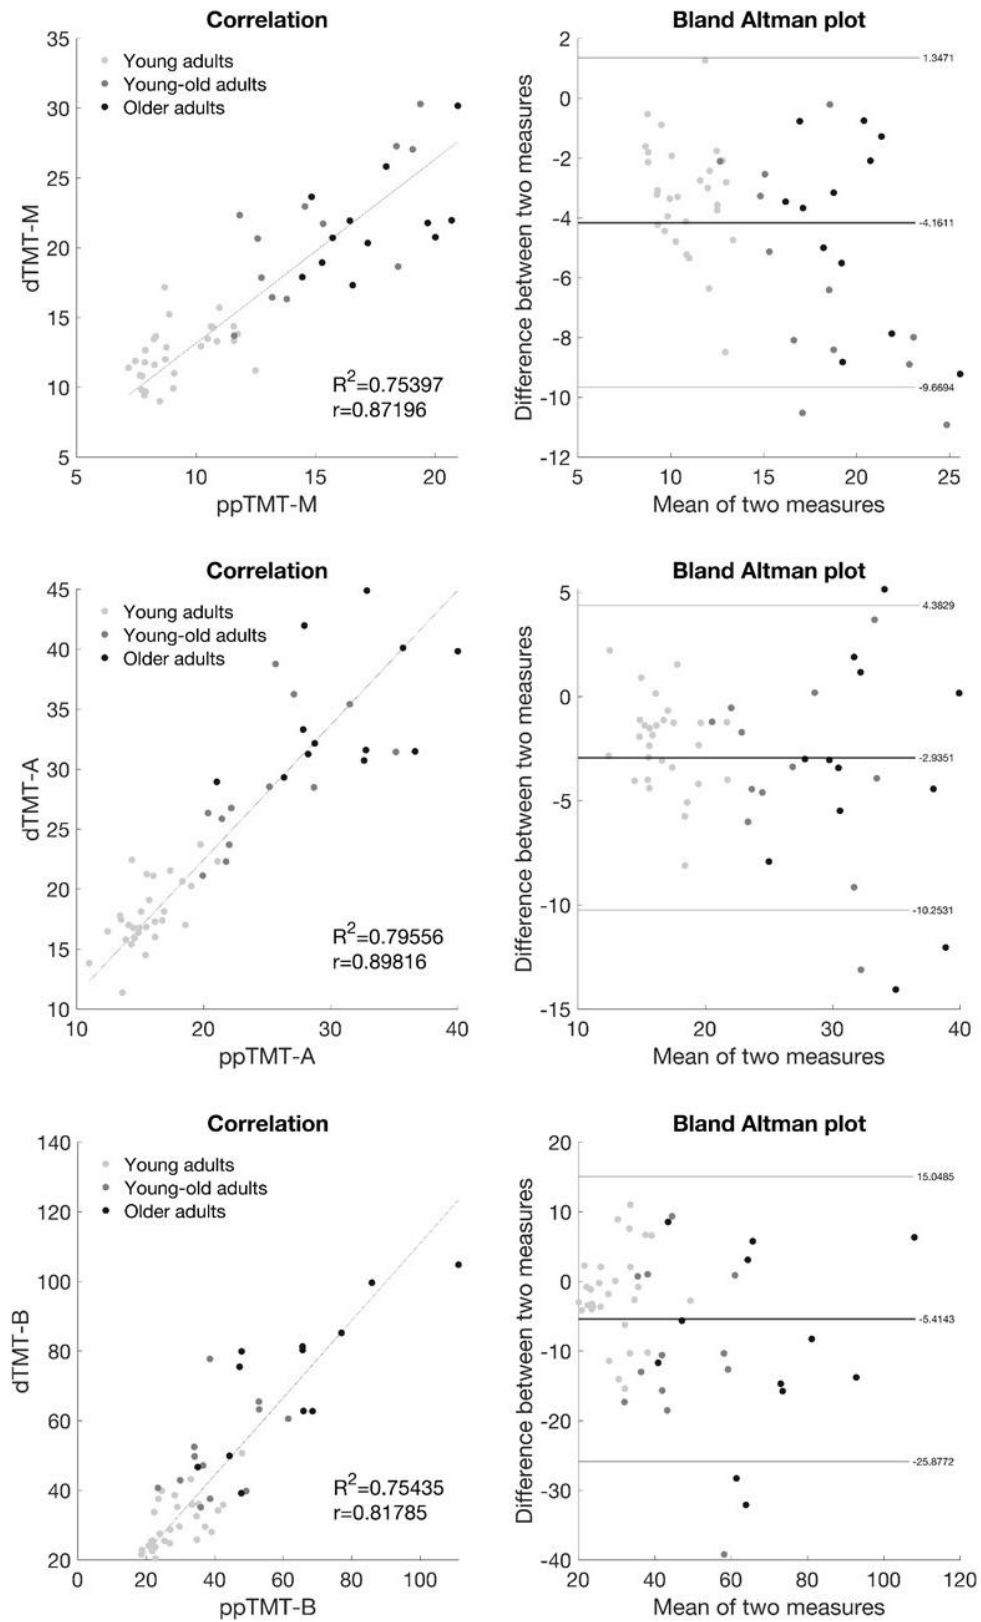 Correlation
35
30
25
20
15
10
5
dTMT-M
Young adults
Young-old adults
Older adults
R²=0.75397
r=0.87196
5 10 15 20
ppTMT-M
Bland Altman plot
2
0
-2
-4
-6
-8
-10
-12
Difference between two measures
1.3471
-4.1611
-9.6694
5 10 15 20 25
Mean of two measures
Correlation
45
40
35
30
25
20
15
10
dTMT-A
Young adults
Young-old adults
Older adults
R²=0.79556
r=0.89816
10 20 30 40
ppTMT-A
Bland Altman plot
5
0
-5
-10
-15
Difference between two measures
4.3829
-2.9351
-10.2531
10 20 30 40
Mean of two measures
Correlation
140
120
100
80
60
40
20
dTMT-B
Young adults
Young-old adults
Older adults
R²=0.75435
r=0.81785
0 20 40 60 80 100
ppTMT-B
Bland Altman plot
20
10
0
-10
-20
-30
-40
Difference between two measures
15.0485
-5.4143
-25.8772
20 40 60 80 100 120
Mean of two measures